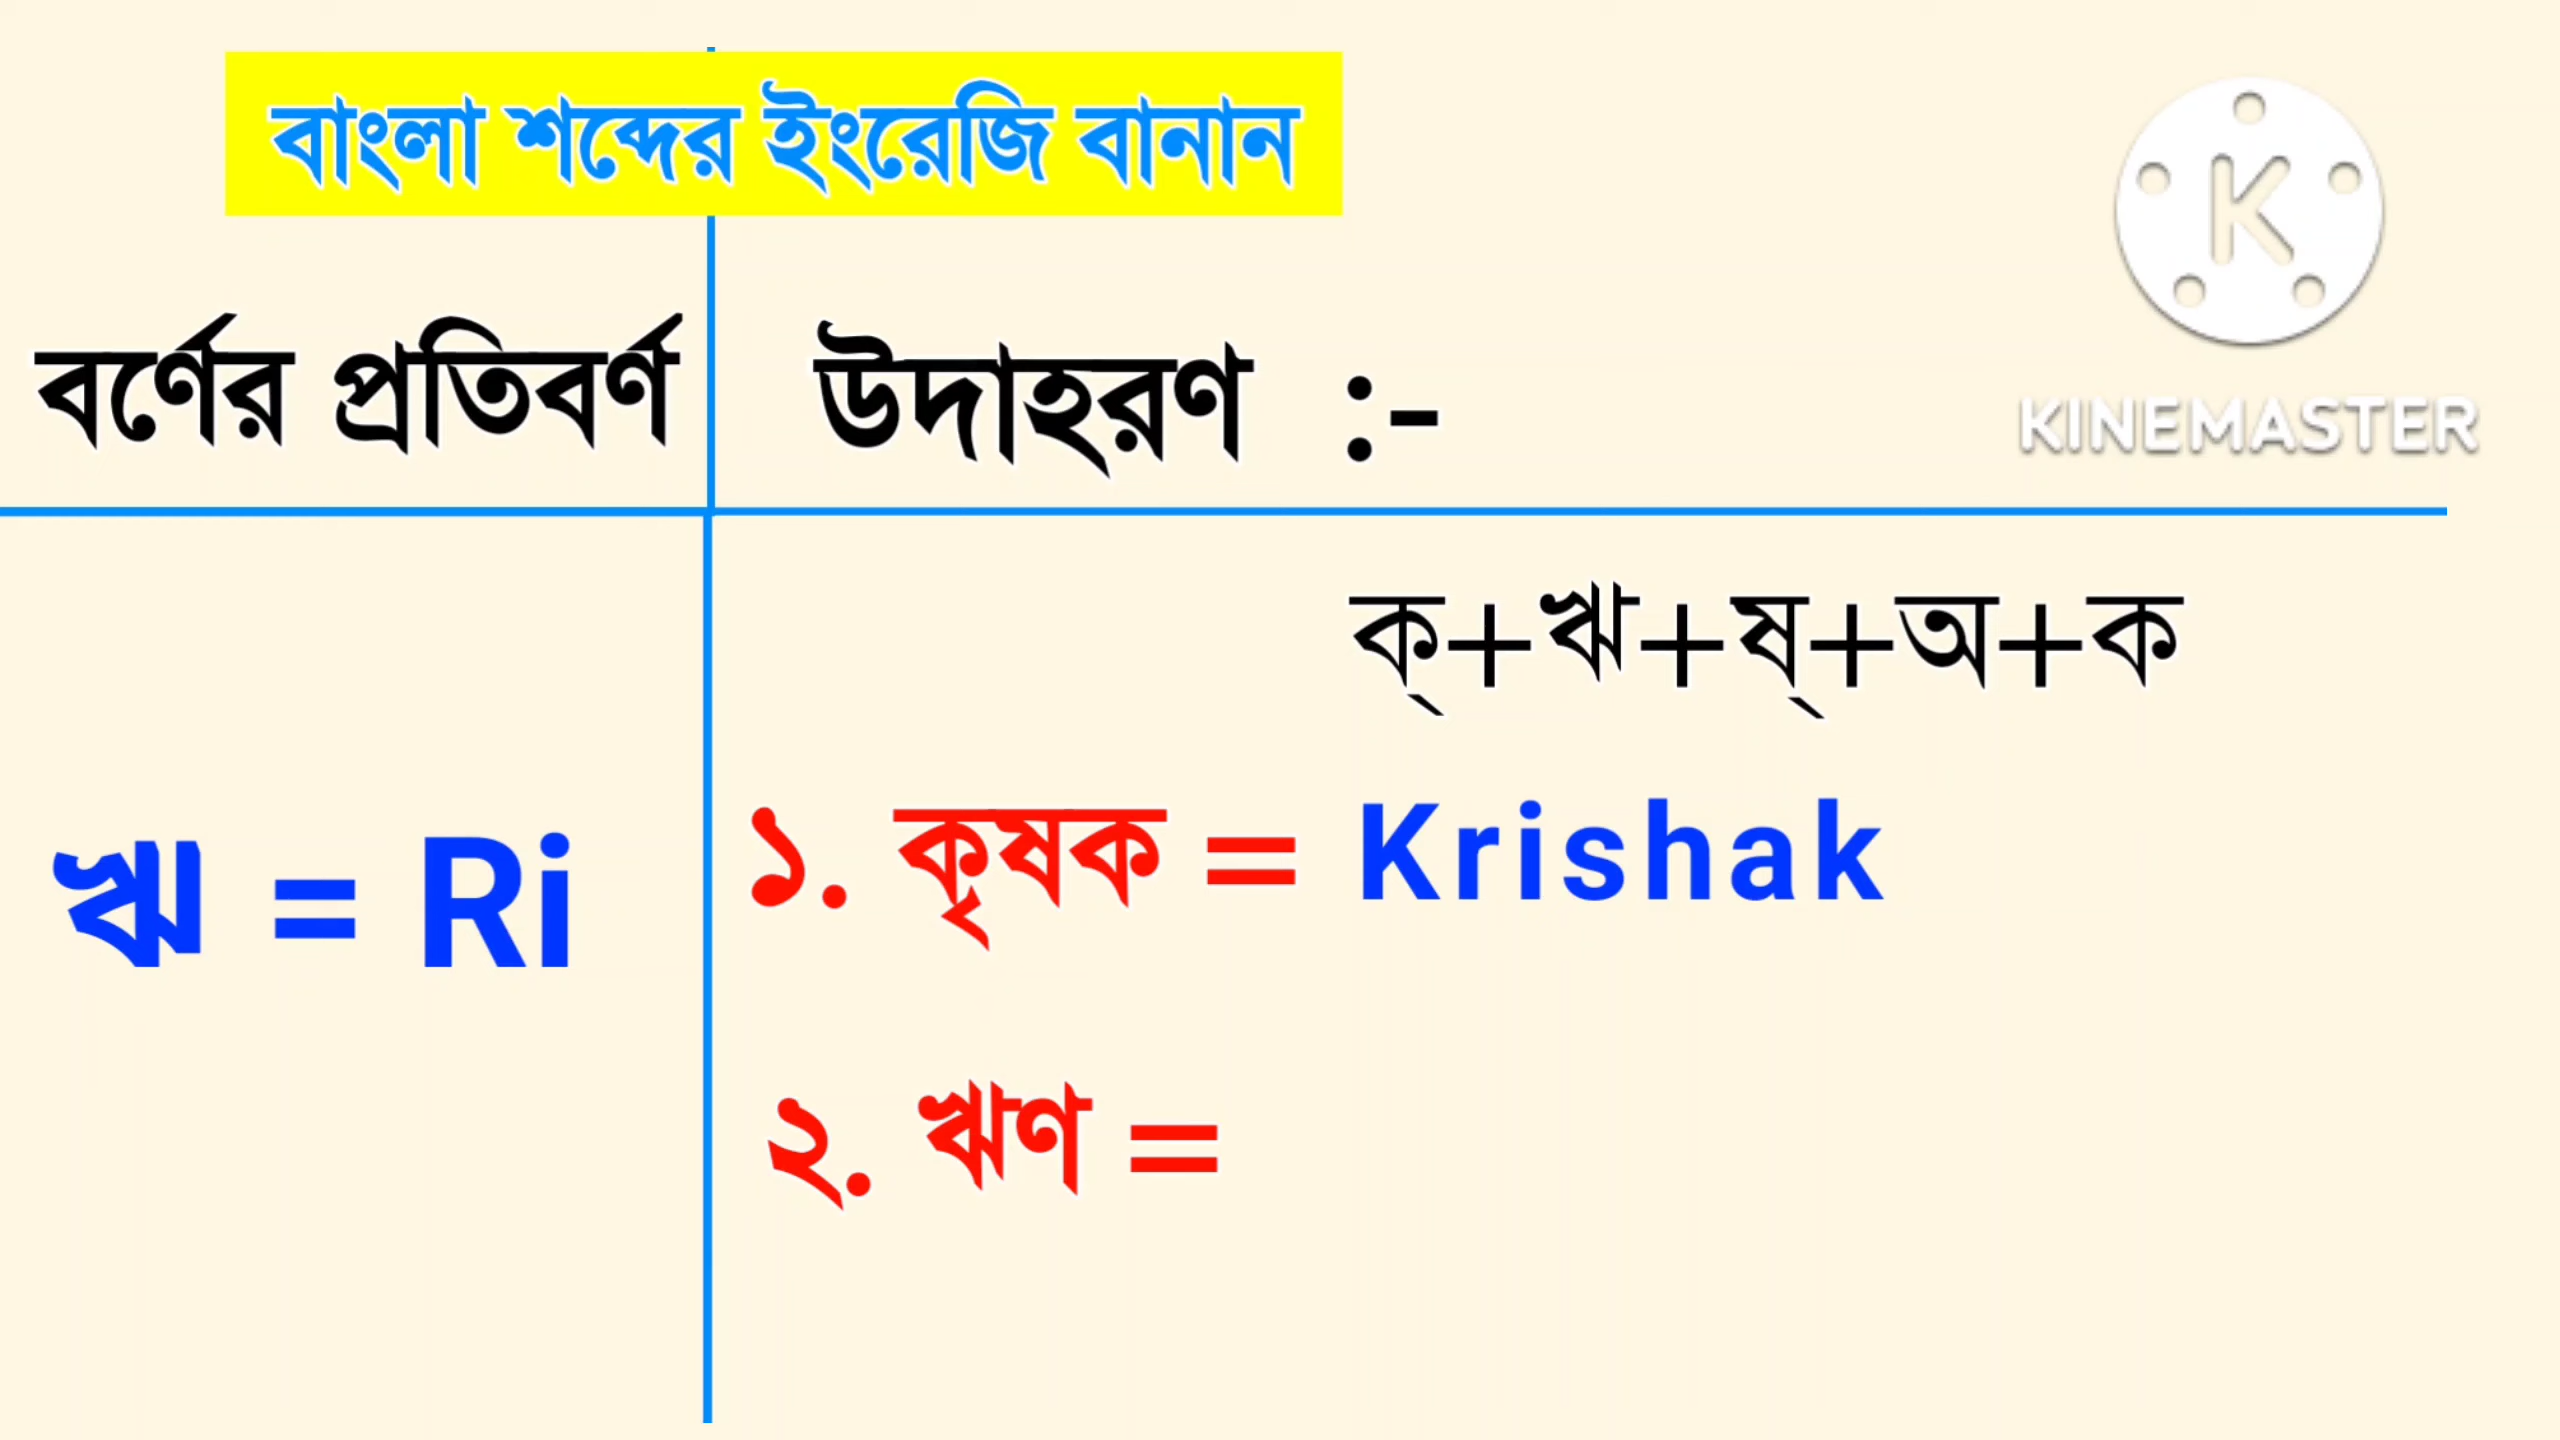 বাংলা শব্দের ইংরেজি বানান
KINEMASTER
বর্ণের প্রতিবর্ণ
উদাহরণ :-
ক্+ঋ+ষ্+অ+ক
ঋ = Ri
১. কৃষক = Krishak
২. ঋণ =